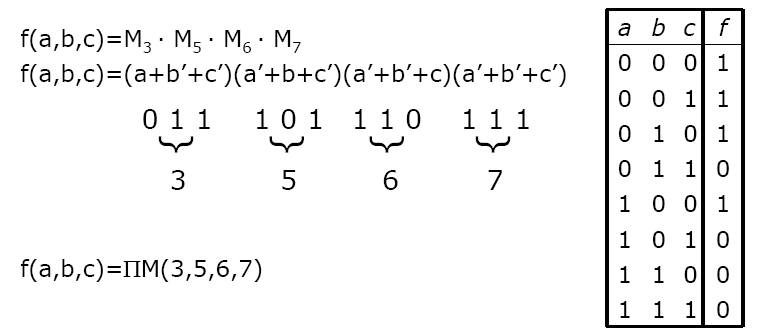 f(a,b,c)=M₃ · M₅ · M₆ · M₇
f(a,b,c)=(a+b′+c′)(a′+b+c′)(a′+b′+c)(a′+b′+c′)
0 1 1 1 0 1 1 1 0 1 1 1
3 5 6 7
f(a,b,c)=ΠM(3,5,6,7)
a b c f
0 0 0 1
0 0 1 1
0 1 0 1
0 1 1 0
1 0 0 1
1 0 1 0
1 1 0 0
1 1 1 0